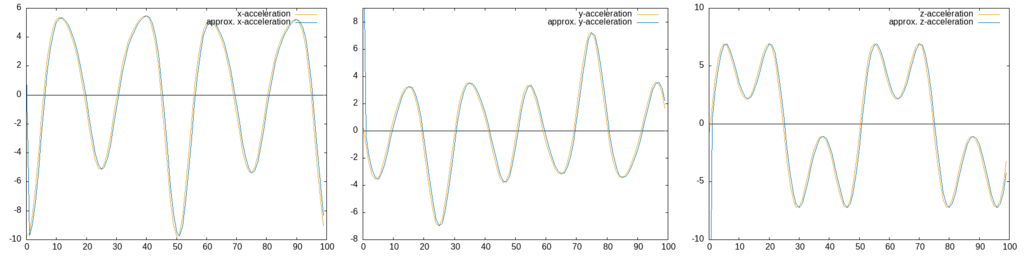 x-acceleration
approx. x-acceleration
6
4
2
0
-2
-4
-6
-8
-10
0 10 20 30 40 50 60 70 80 90 100
y-acceleration
approx. y-acceleration
8
6
4
2
0
-2
-4
-6
-8
0 10 20 30 40 50 60 70 80 90 100
z-acceleration
approx. z-acceleration
10
5
0
-5
-10
0 10 20 30 40 50 60 70 80 90 100